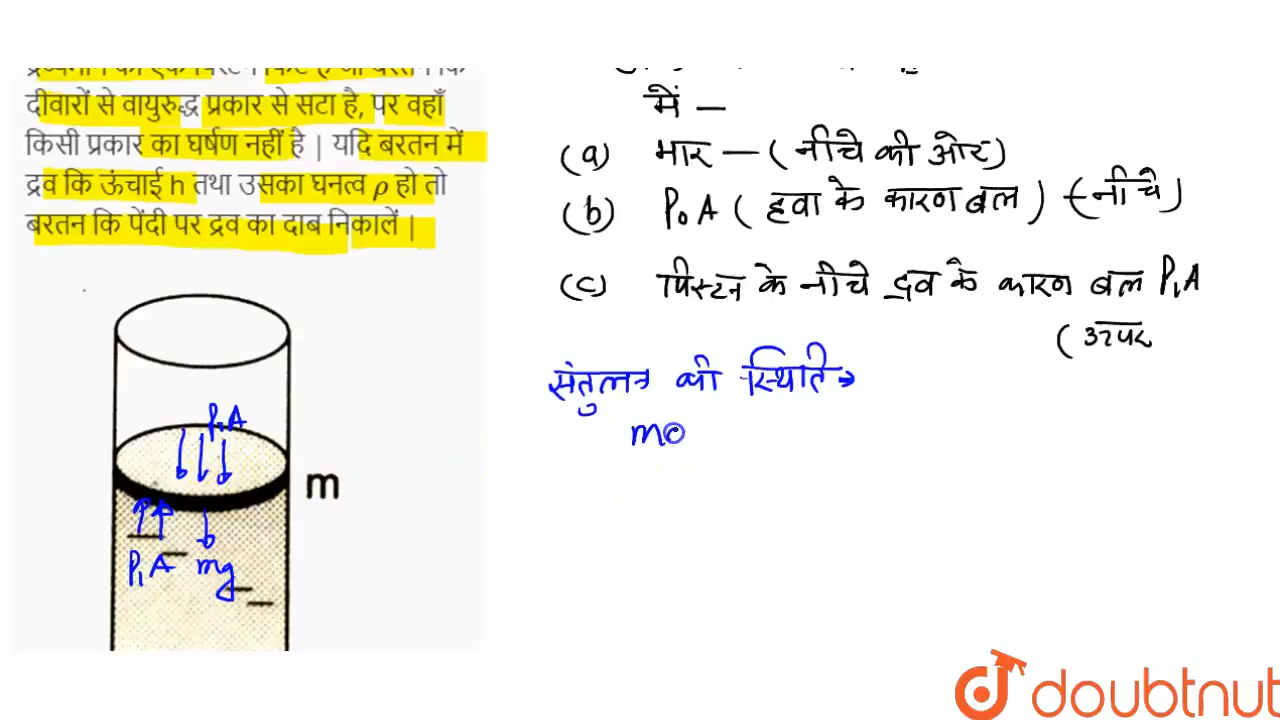 दीवारों से वायुरुद्ध प्रकार से सटा है, पर वहाँ
किसी प्रकार का घर्षण नहीं है | यदि बरतन में
द्रव कि ऊंचाई h तथा उसका घनत्व ρ हो तो
बरतन कि पेंदी पर द्रव का दाब निकालें |
में –
(a) भार – (नीचे की ओर)
(b) P₀A (हवा के कारण बल) – (नीचे)
(c) पिस्टन के नीचे द्रव के कारण बल P₁A
(ऊपर
संतुलन की स्थिति →
P₀A
m
P₁A mg
doubtnut